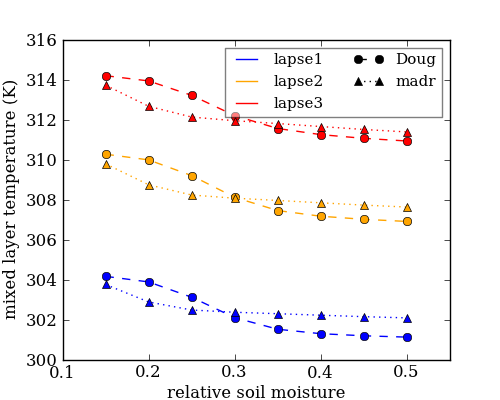 316
314
312
310
308
306
304
302
300
mixed layer temperature (K)
lapse1
lapse2
lapse3
Doug
madr
0.1 0.2 0.3 0.4 0.5
relative soil moisture